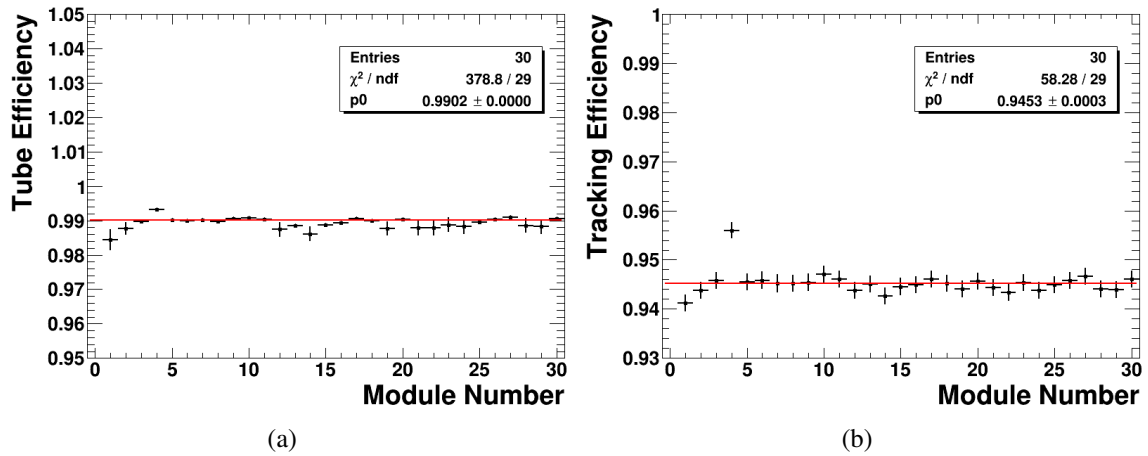 Tube Efficiency
1.05
1.04
1.03
1.02
1.01
1
0.99
0.98
0.97
0.96
0.95
Entries 30
χ² / ndf 378.8 / 29
p0 0.9902 ± 0.0000
0 5 10 15 20 25 30
Module Number
(a)
Tracking Efficiency
1
0.99
0.98
0.97
0.96
0.95
0.94
0.93
Entries 30
χ² / ndf 58.28 / 29
p0 0.9453 ± 0.0003
0 5 10 15 20 25 30
Module Number
(b)